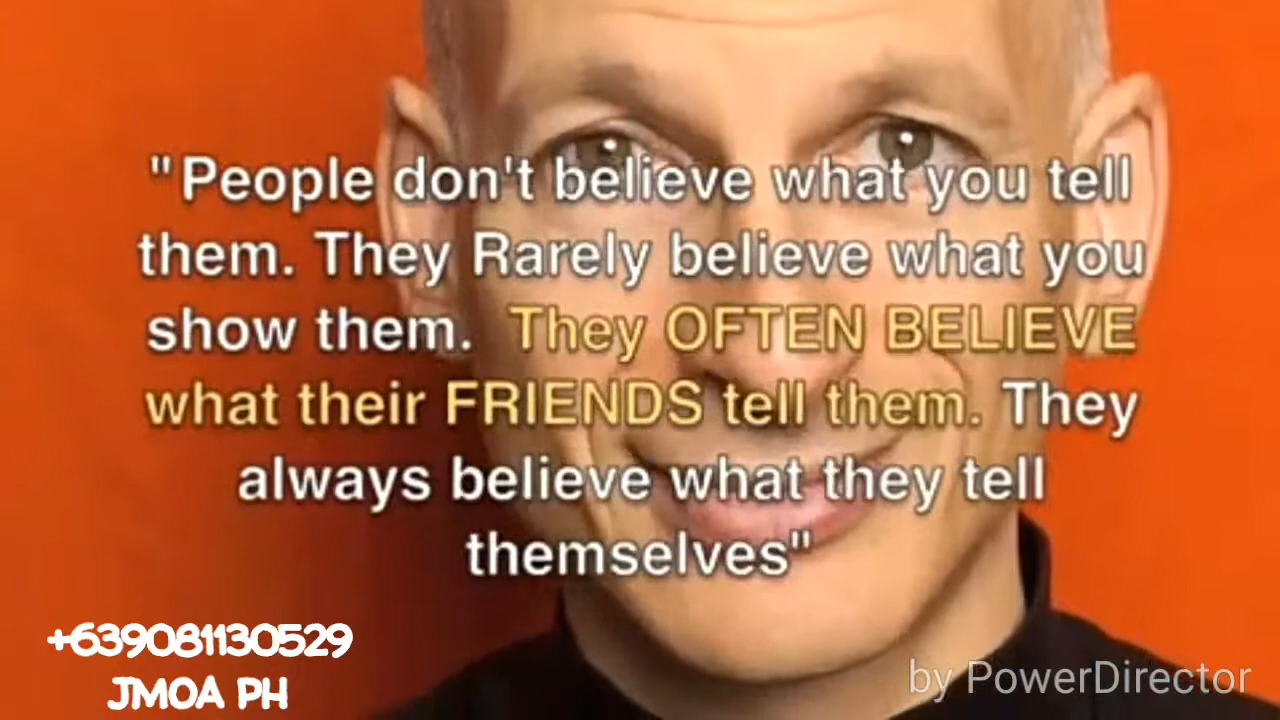 "People don't believe what you tell
them. They Rarely believe what you
show them. They OFTEN BELIEVE
what their FRIENDS tell them. They
always believe what they tell
themselves"
+639081130529
JMOA PH
by PowerDirector